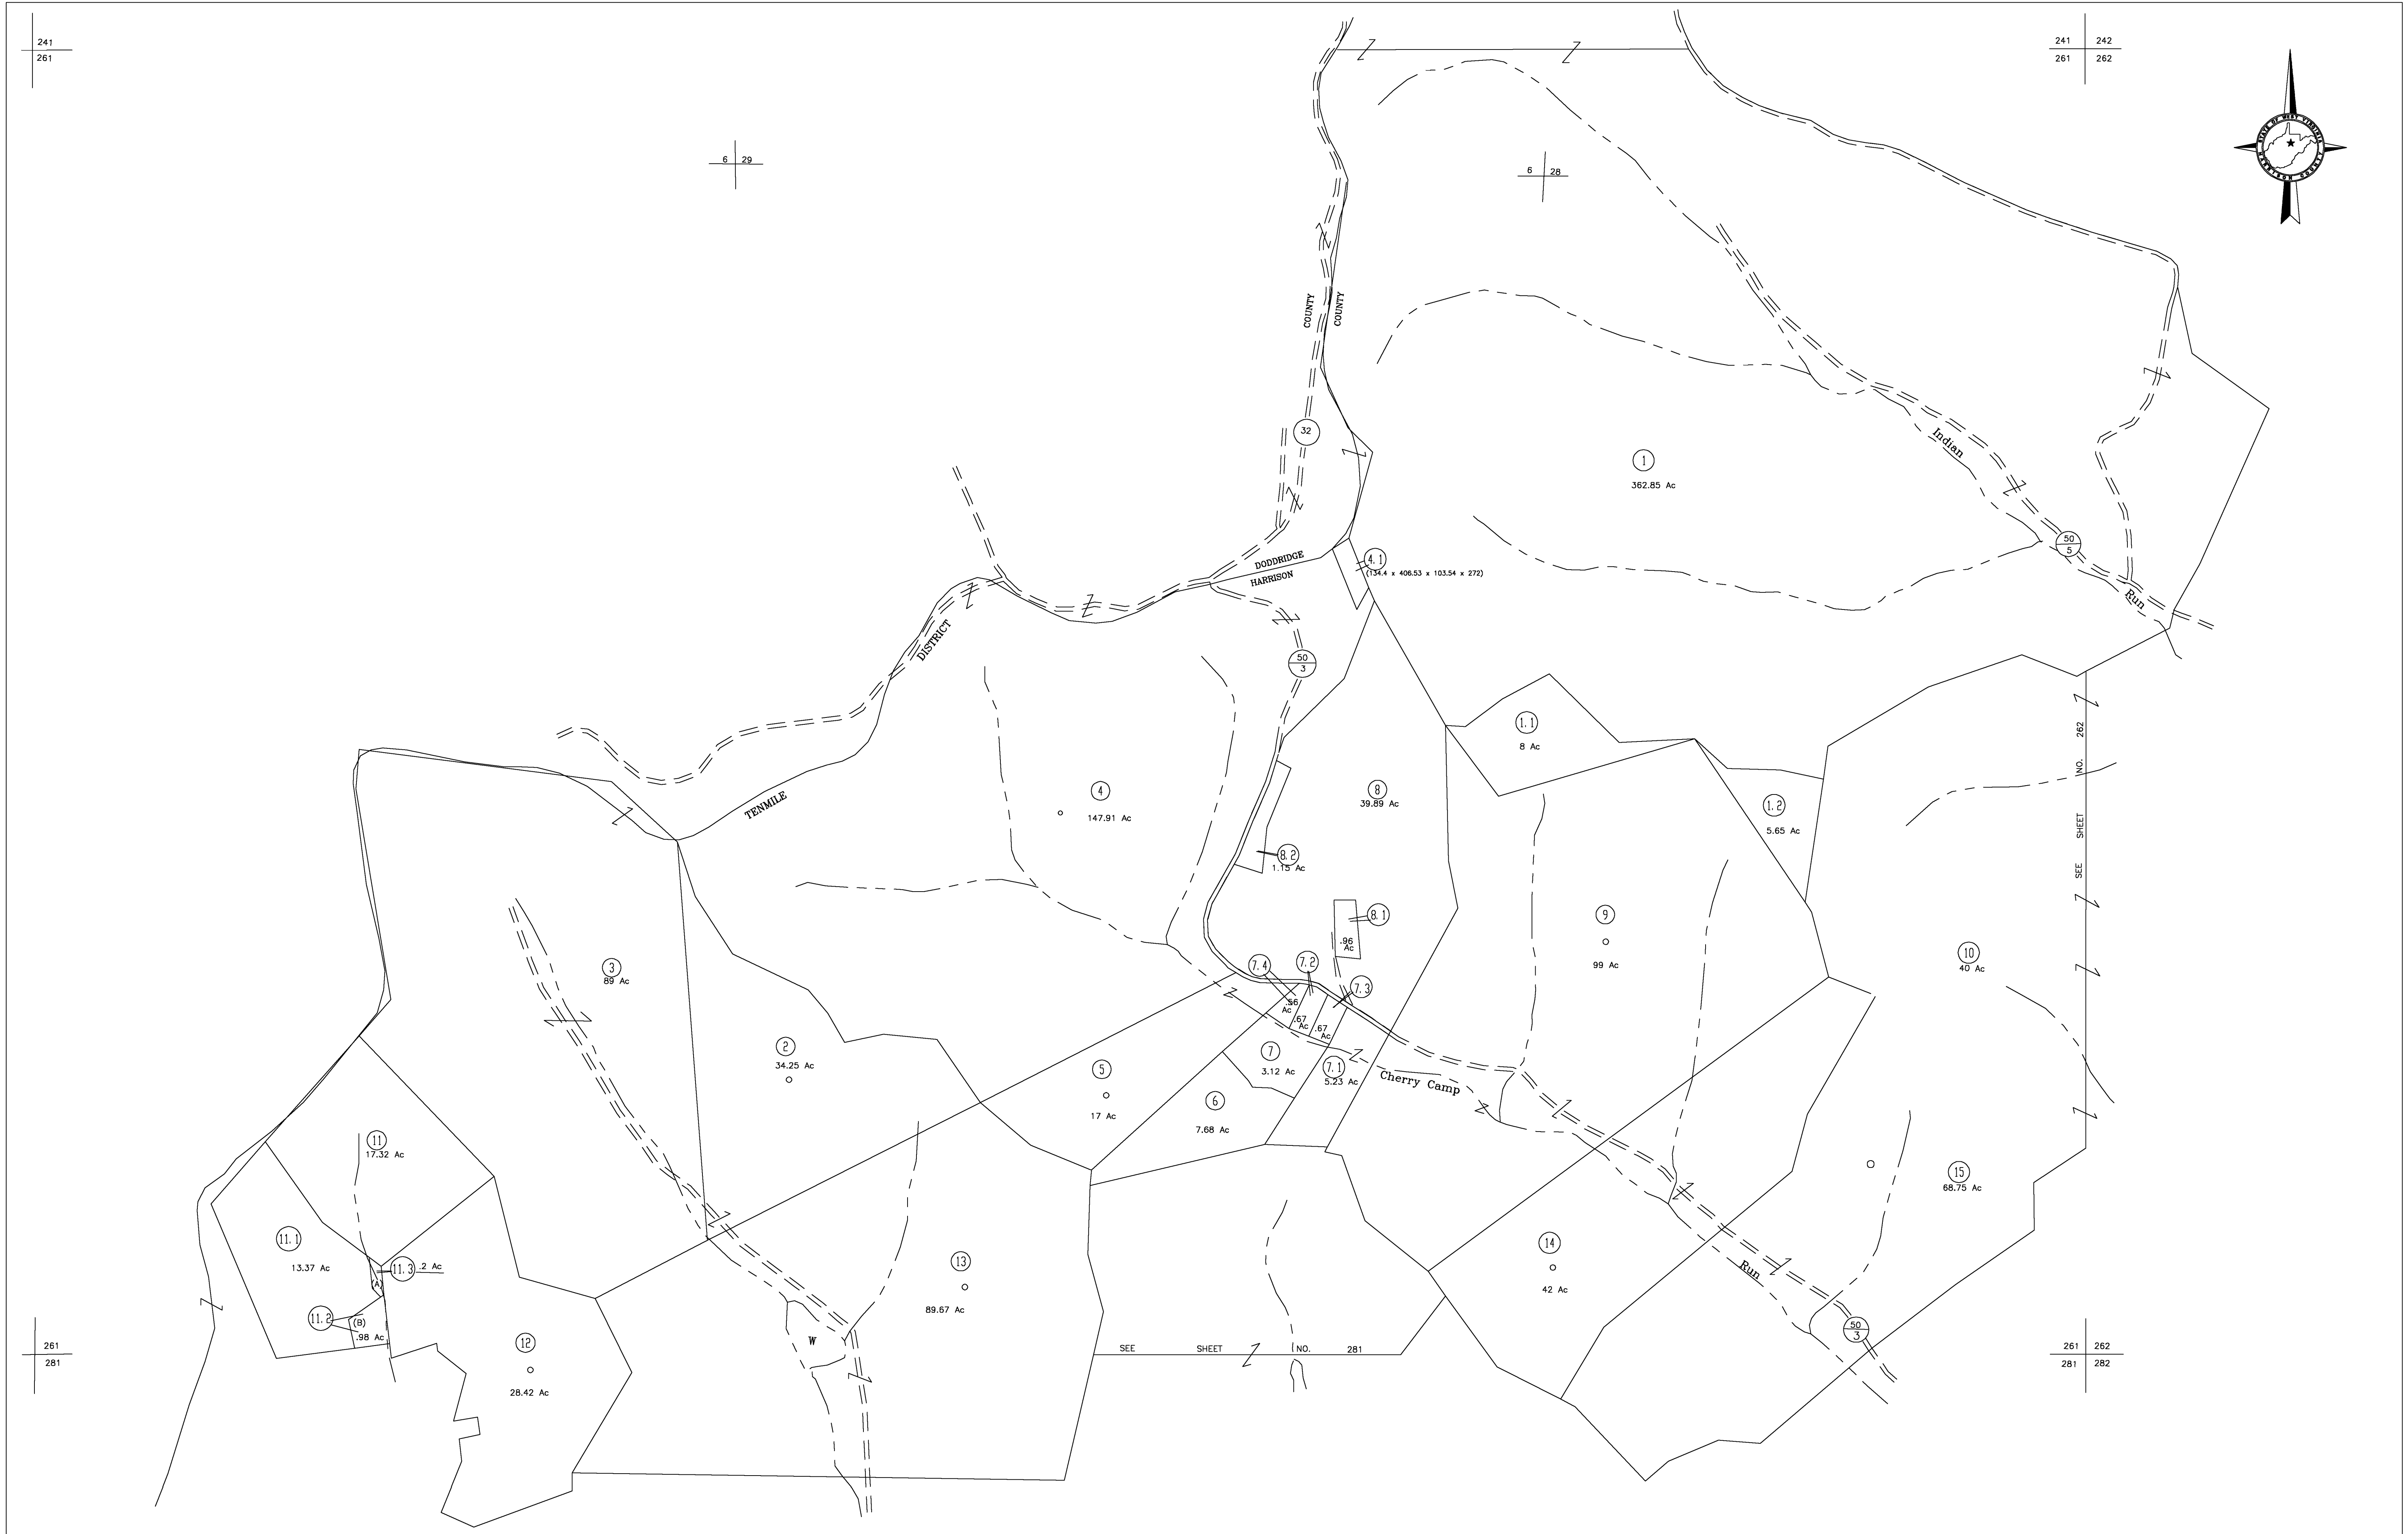 241
261
241 242
261 262
STATE OF WEST VIRGINIA
HARRISON COUNTY
6 29
6 28
COUNTY
COUNTY
32
1
362.85 Ac
Indian
50
5
Run
DODDRIDGE
HARRISON
4.1
(134.4 x 406.53 x 103.54 x 272)
DISTRICT
TENMILE
50
3
4
147.91 Ac
8
39.89 Ac
8.2
1.15 Ac
8.1
.96
Ac
1.1
8 Ac
1.2
5.65 Ac
SEE SHEET NO. 262
9
99 Ac
10
40 Ac
3
89 Ac
2
34.25 Ac
7.4
7.2
7.3
.56
Ac
.67
Ac
.67
Ac
7
3.12 Ac
7.1
5.23 Ac
Cherry Camp
5
17 Ac
6
7.68 Ac
11
17.32 Ac
11.1
13.37 Ac
11.3 .2 Ac
(A)
11.2
(B)
.98 Ac
12
28.42 Ac
13
89.67 Ac
W
14
42 Ac
15
68.75 Ac
Run
50
3
SEE SHEET NO. 281
261
281
261 262
281 282